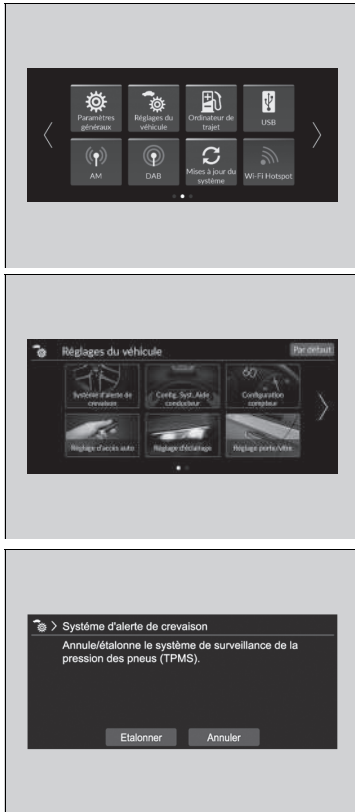 Paramètres
généraux
Réglages du
véhicule
Ordinateur de
trajet
USB
AM
DAB
Mises à jour du
système
Wi-Fi Hotspot
Réglages du véhicule
Par défaut
Système d'alerte de
crevaison
Config. Syst. Aide
conducteur
60
Configuration
compteur
Réglage d'accès auto
Réglage d'éclairage
Réglage porte/vitre
> Systéme d'alerte de crevaison
Annule/étalonne le système de surveillance de la
pression des pneus (TPMS).
Etalonner
Annuler